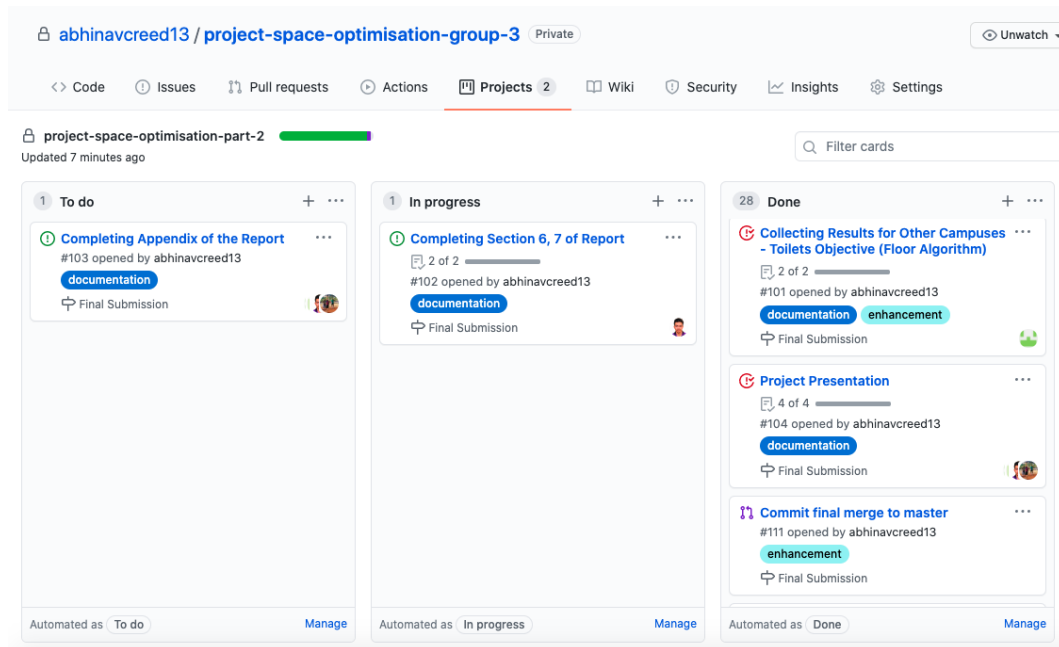 abhinavcreed13 / project-space-optimisation-group-3 Private
Unwatch
Code Issues Pull requests Actions Projects 2 Wiki Security Insights Settings
project-space-optimisation-part-2
Updated 7 minutes ago
Filter cards
1 To do
Completing Appendix of the Report
#103 opened by abhinavcreed13
documentation
Final Submission
Automated as To do Manage
1 In progress
Completing Section 6, 7 of Report
2 of 2
#102 opened by abhinavcreed13
documentation
Final Submission
Automated as In progress Manage
28 Done
Collecting Results for Other Campuses
- Toilets Objective (Floor Algorithm)
2 of 2
#101 opened by abhinavcreed13
documentation enhancement
Final Submission
Project Presentation
4 of 4
#104 opened by abhinavcreed13
documentation
Final Submission
Commit final merge to master
#111 opened by abhinavcreed13
enhancement
Final Submission
Automated as Done Manage